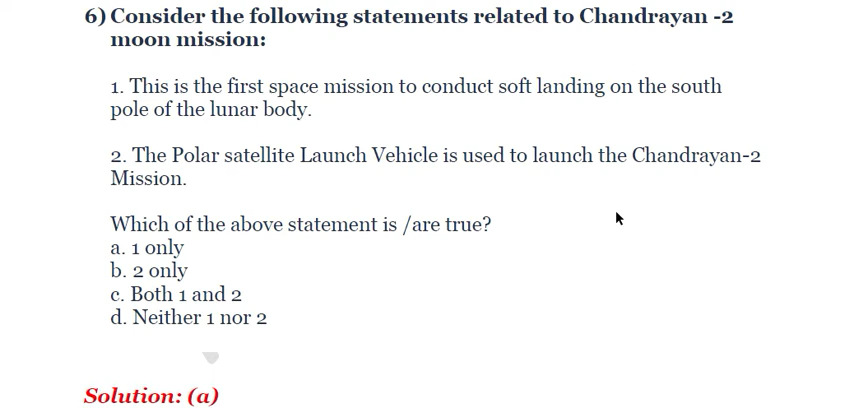 6) Consider the following statements related to Chandrayan -2
moon mission:
1. This is the first space mission to conduct soft landing on the south
pole of the lunar body.
2. The Polar satellite Launch Vehicle is used to launch the Chandrayan-2
Mission.
Which of the above statement is /are true?
a. 1 only
b. 2 only
c. Both 1 and 2
d. Neither 1 nor 2
Solution: (a)